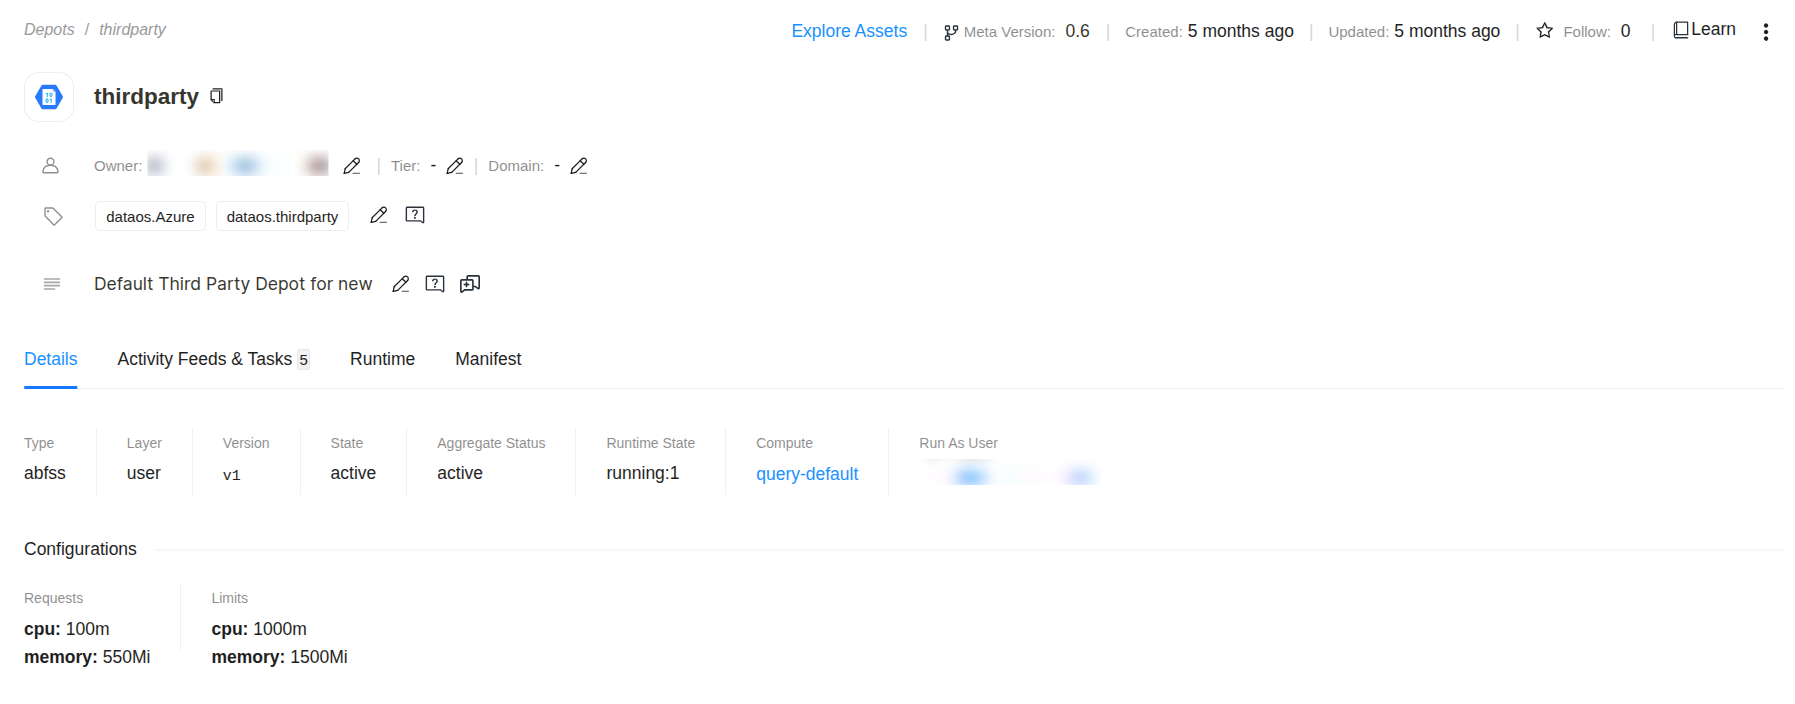 Depots / thirdparty
Explore Assets | Meta Version: 0.6 | Created: 5 months ago | Updated: 5 months ago | Follow: 0 | Learn
thirdparty
Owner: | Tier: - | Domain: -
dataos.Azure dataos.thirdparty
Default Third Party Depot for new
Details Activity Feeds & Tasks 5 Runtime Manifest
Type Layer Version State Aggregate Status Runtime State Compute Run As User
abfss user v1 active active running:1 query-default
Configurations
Requests Limits
cpu: 100m cpu: 1000m
memory: 550Mi memory: 1500Mi